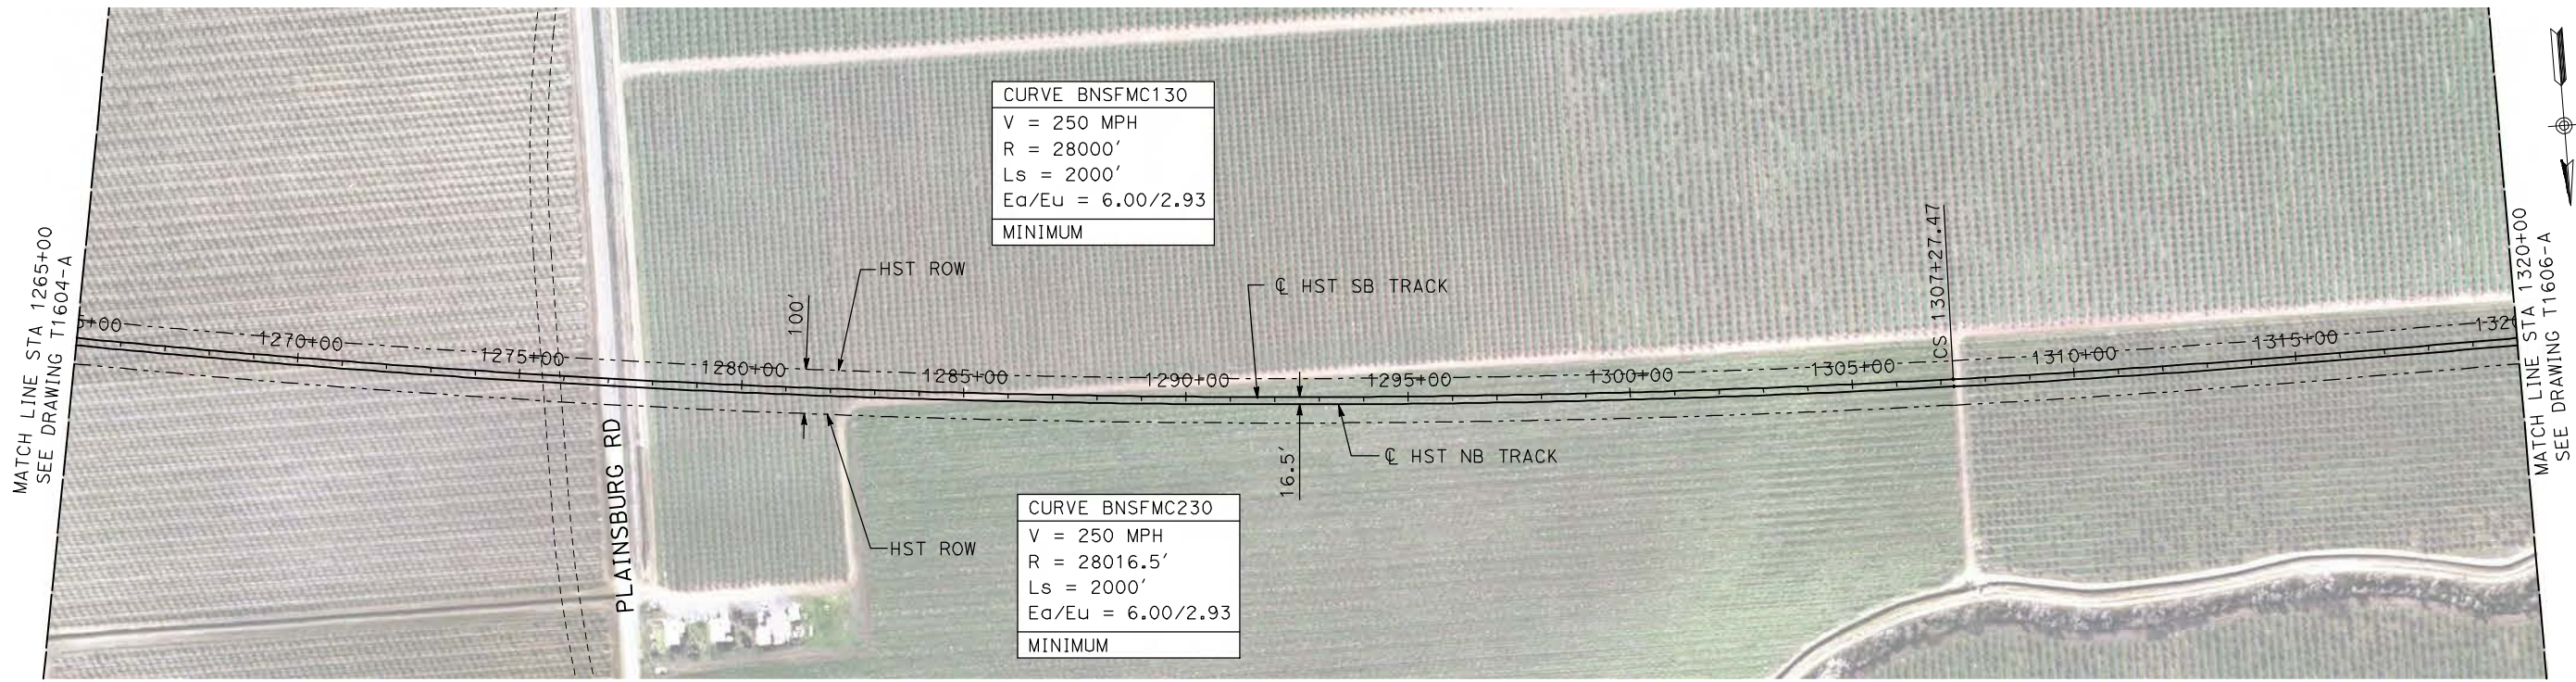 CURVE BNSFMC130
V = 250 MPH
R = 28000'
Ls = 2000'
Ea/Eu = 6.00/2.93
MINIMUM
MATCH LINE STA 1265+00
SEE DRAWING T1604-A
5+00
1270+00
1275+00
1280+00
1285+00
1290+00
1295+00
1300+00
1305+00
1310+00
1315+00
1320
100'
HST ROW
℄ HST SB TRACK
CS 1307+27.47
MATCH LINE STA 1320+00
SEE DRAWING T1606-A
PLAINSBURG RD
16.5'
℄ HST NB TRACK
HST ROW
CURVE BNSFMC230
V = 250 MPH
R = 28016.5'
Ls = 2000'
Ea/Eu = 6.00/2.93
MINIMUM